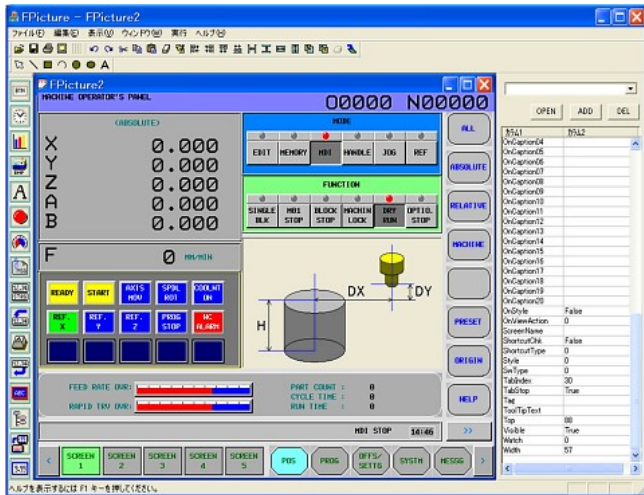 FPicture - FPicture2
ファイル(F) 編集(E) 表示(V) ウィンドウ(W) 実行 ヘルプ(H)
FPicture2
MACHINE OPERATOR'S PANEL
O0000 N00000
(ABSOLUTE)
X 0.000
Y 0.000
Z 0.000
A 0.000
B 0.000
F 0 MM/MIN
MODE
EDIT MEMORY MDI HANDLE JOG REF
FUNCTION
SINGLE BLK M01 STOP BLOCK STOP MACHIN LOCK DRY RUN OPTIO. STOP
READY START AXIS MOV SPDL ROT COOLNT ON
REF. X REF. Y REF. Z PROG STOP NC ALARM
DX DY
H
FEED RATE OVR:
RAPID TRV OVR:
PART COUNT : 0
CYCLE TIME : 0
RUN TIME : 0
MDI STOP 14:46
ALL
ABSOLUTE
RELATIVE
MACHINE
PRESET
ORIGIN
HELP
>>
< SCREEN 1 SCREEN 2 SCREEN 3 SCREEN 4 SCREEN 5 POS PROG OFFS/SETTG SYSTM MESSG >
OPEN ADD DEL
カラム1 カラム2
OnCaption04
OnCaption05
OnCaption06
OnCaption07
OnCaption08
OnCaption09
OnCaption10
OnCaption11
OnCaption12
OnCaption13
OnCaption14
OnCaption15
OnCaption16
OnCaption17
OnCaption18
OnCaption19
OnCaption20
OnStyle False
OnViewAction 0
ScreenName
ShortcutChk False
ShortcutType 0
Style 0
SwType 0
TabIndex 30
TabStop True
Tag
ToolTipText
Top 88
Visible True
Watch 0
Width 57
ヘルプを表示するには F1 キーを押してください。